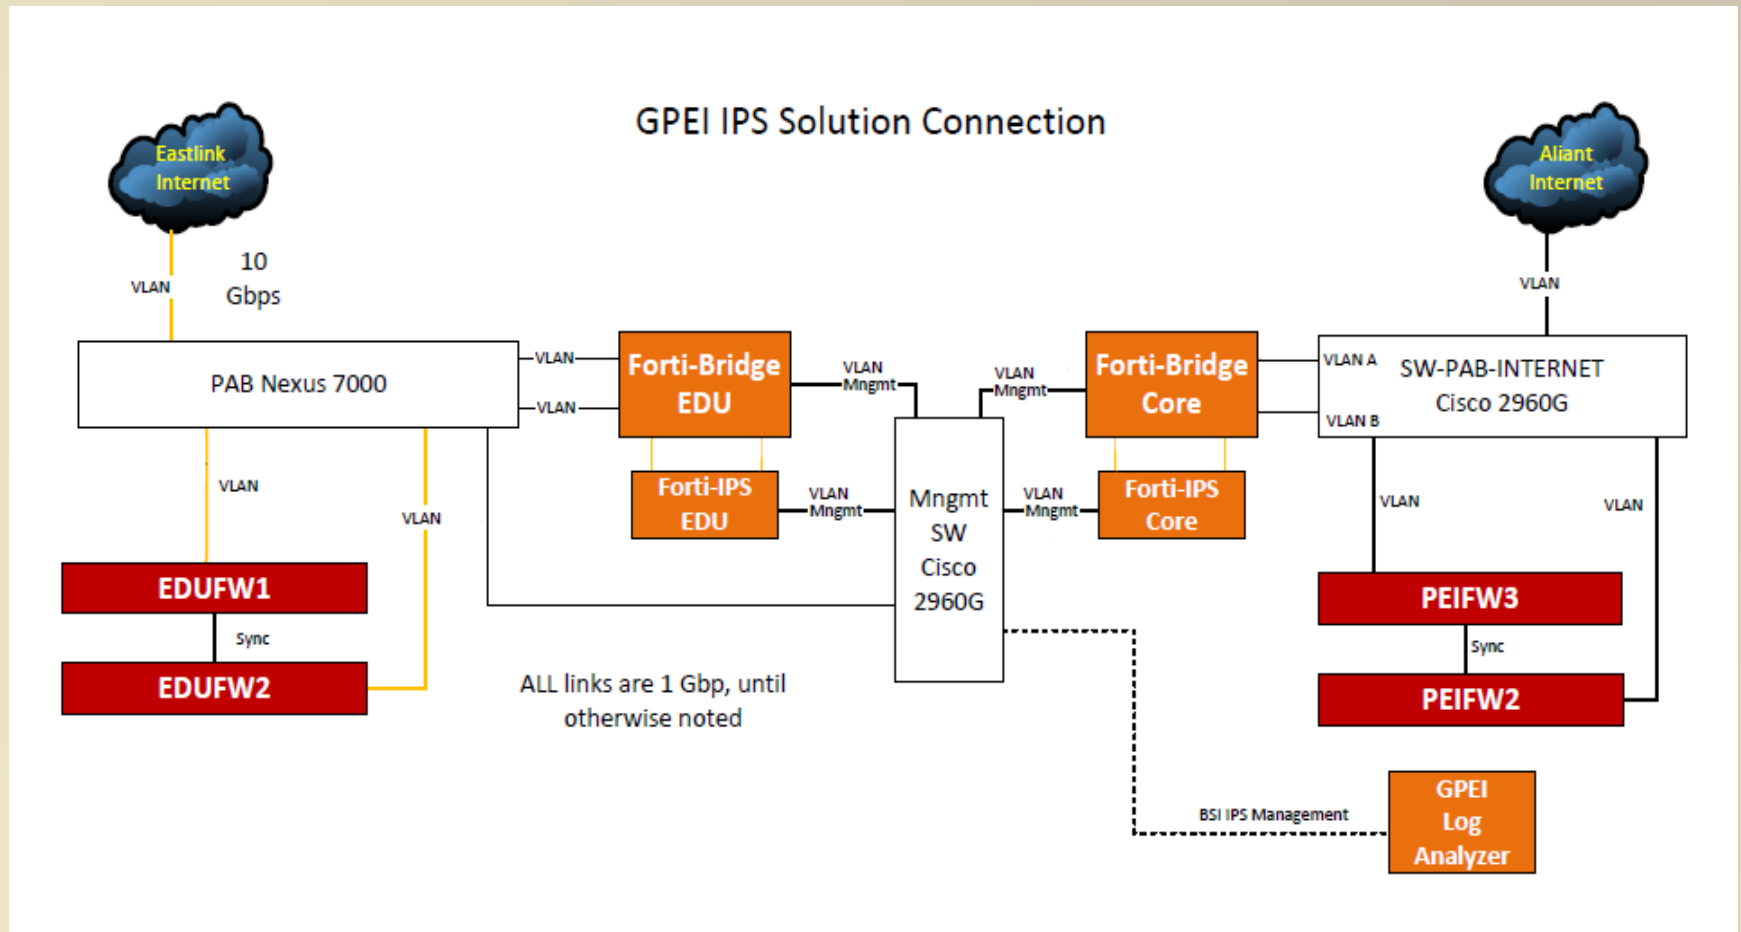 GPEI IPS Solution Connection
Eastlink
Internet
Aliant
Internet
10
Gbps
VLAN
VLAN
PAB Nexus 7000
VLAN
VLAN
Forti-Bridge
EDU
VLAN
Mngmt
VLAN
Mngmt
Forti-Bridge
Core
VLAN A
VLAN B
SW-PAB-INTERNET
Cisco 2960G
Forti-IPS
EDU
VLAN
Mngmt
Mngmt
SW
Cisco
2960G
VLAN
Mngmt
Forti-IPS
Core
VLAN
VLAN
VLAN
VLAN
EDUFW1
Sync
EDUFW2
PEIFW3
Sync
PEIFW2
ALL links are 1 Gbp, until
otherwise noted
BSI IPS Management
GPEI
Log
Analyzer